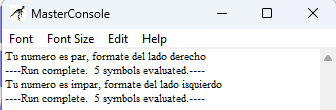 MasterConsole
Font Font Size Edit Help
Tu numero es par, formate del lado derecho
----Run complete.  5 symbols evaluated.----
Tu numero es impar, formate del lado isquierdo
----Run complete.  5 symbols evaluated.----